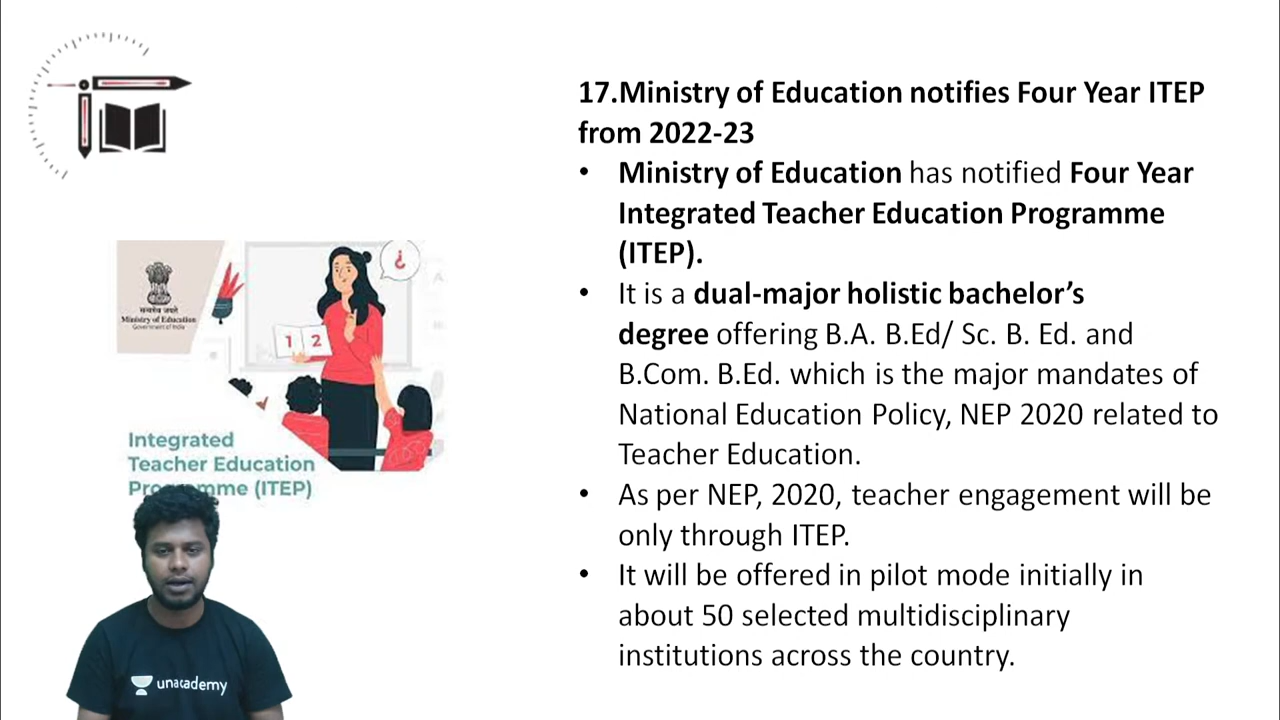 17.Ministry of Education notifies Four Year ITEP
from 2022-23
• Ministry of Education has notified Four Year
Integrated Teacher Education Programme
(ITEP).
• It is a dual-major holistic bachelor’s
degree offering B.A. B.Ed/ Sc. B. Ed. and
B.Com. B.Ed. which is the major mandates of
National Education Policy, NEP 2020 related to
Teacher Education.
• As per NEP, 2020, teacher engagement will be
only through ITEP.
• It will be offered in pilot mode initially in
about 50 selected multidisciplinary
institutions across the country.
सत्यमेव जयते
Ministry of Education
Government of India
¿
1 2
Integrated
Teacher Education
(ITEP)
unacademy